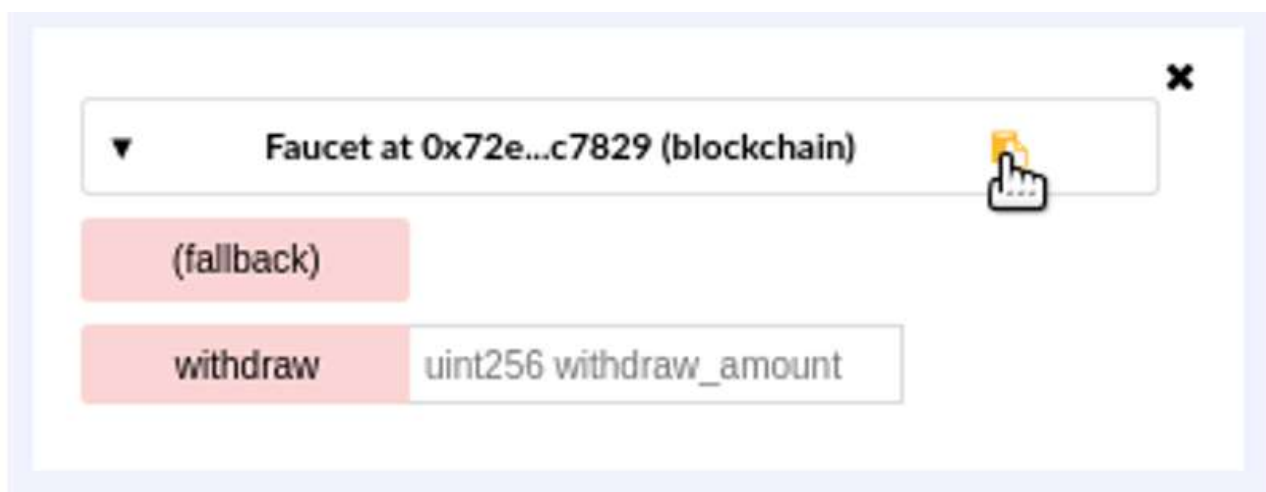 Faucet at 0x72e...c7829 (blockchain)
(fallback)
withdraw uint256 withdraw_amount